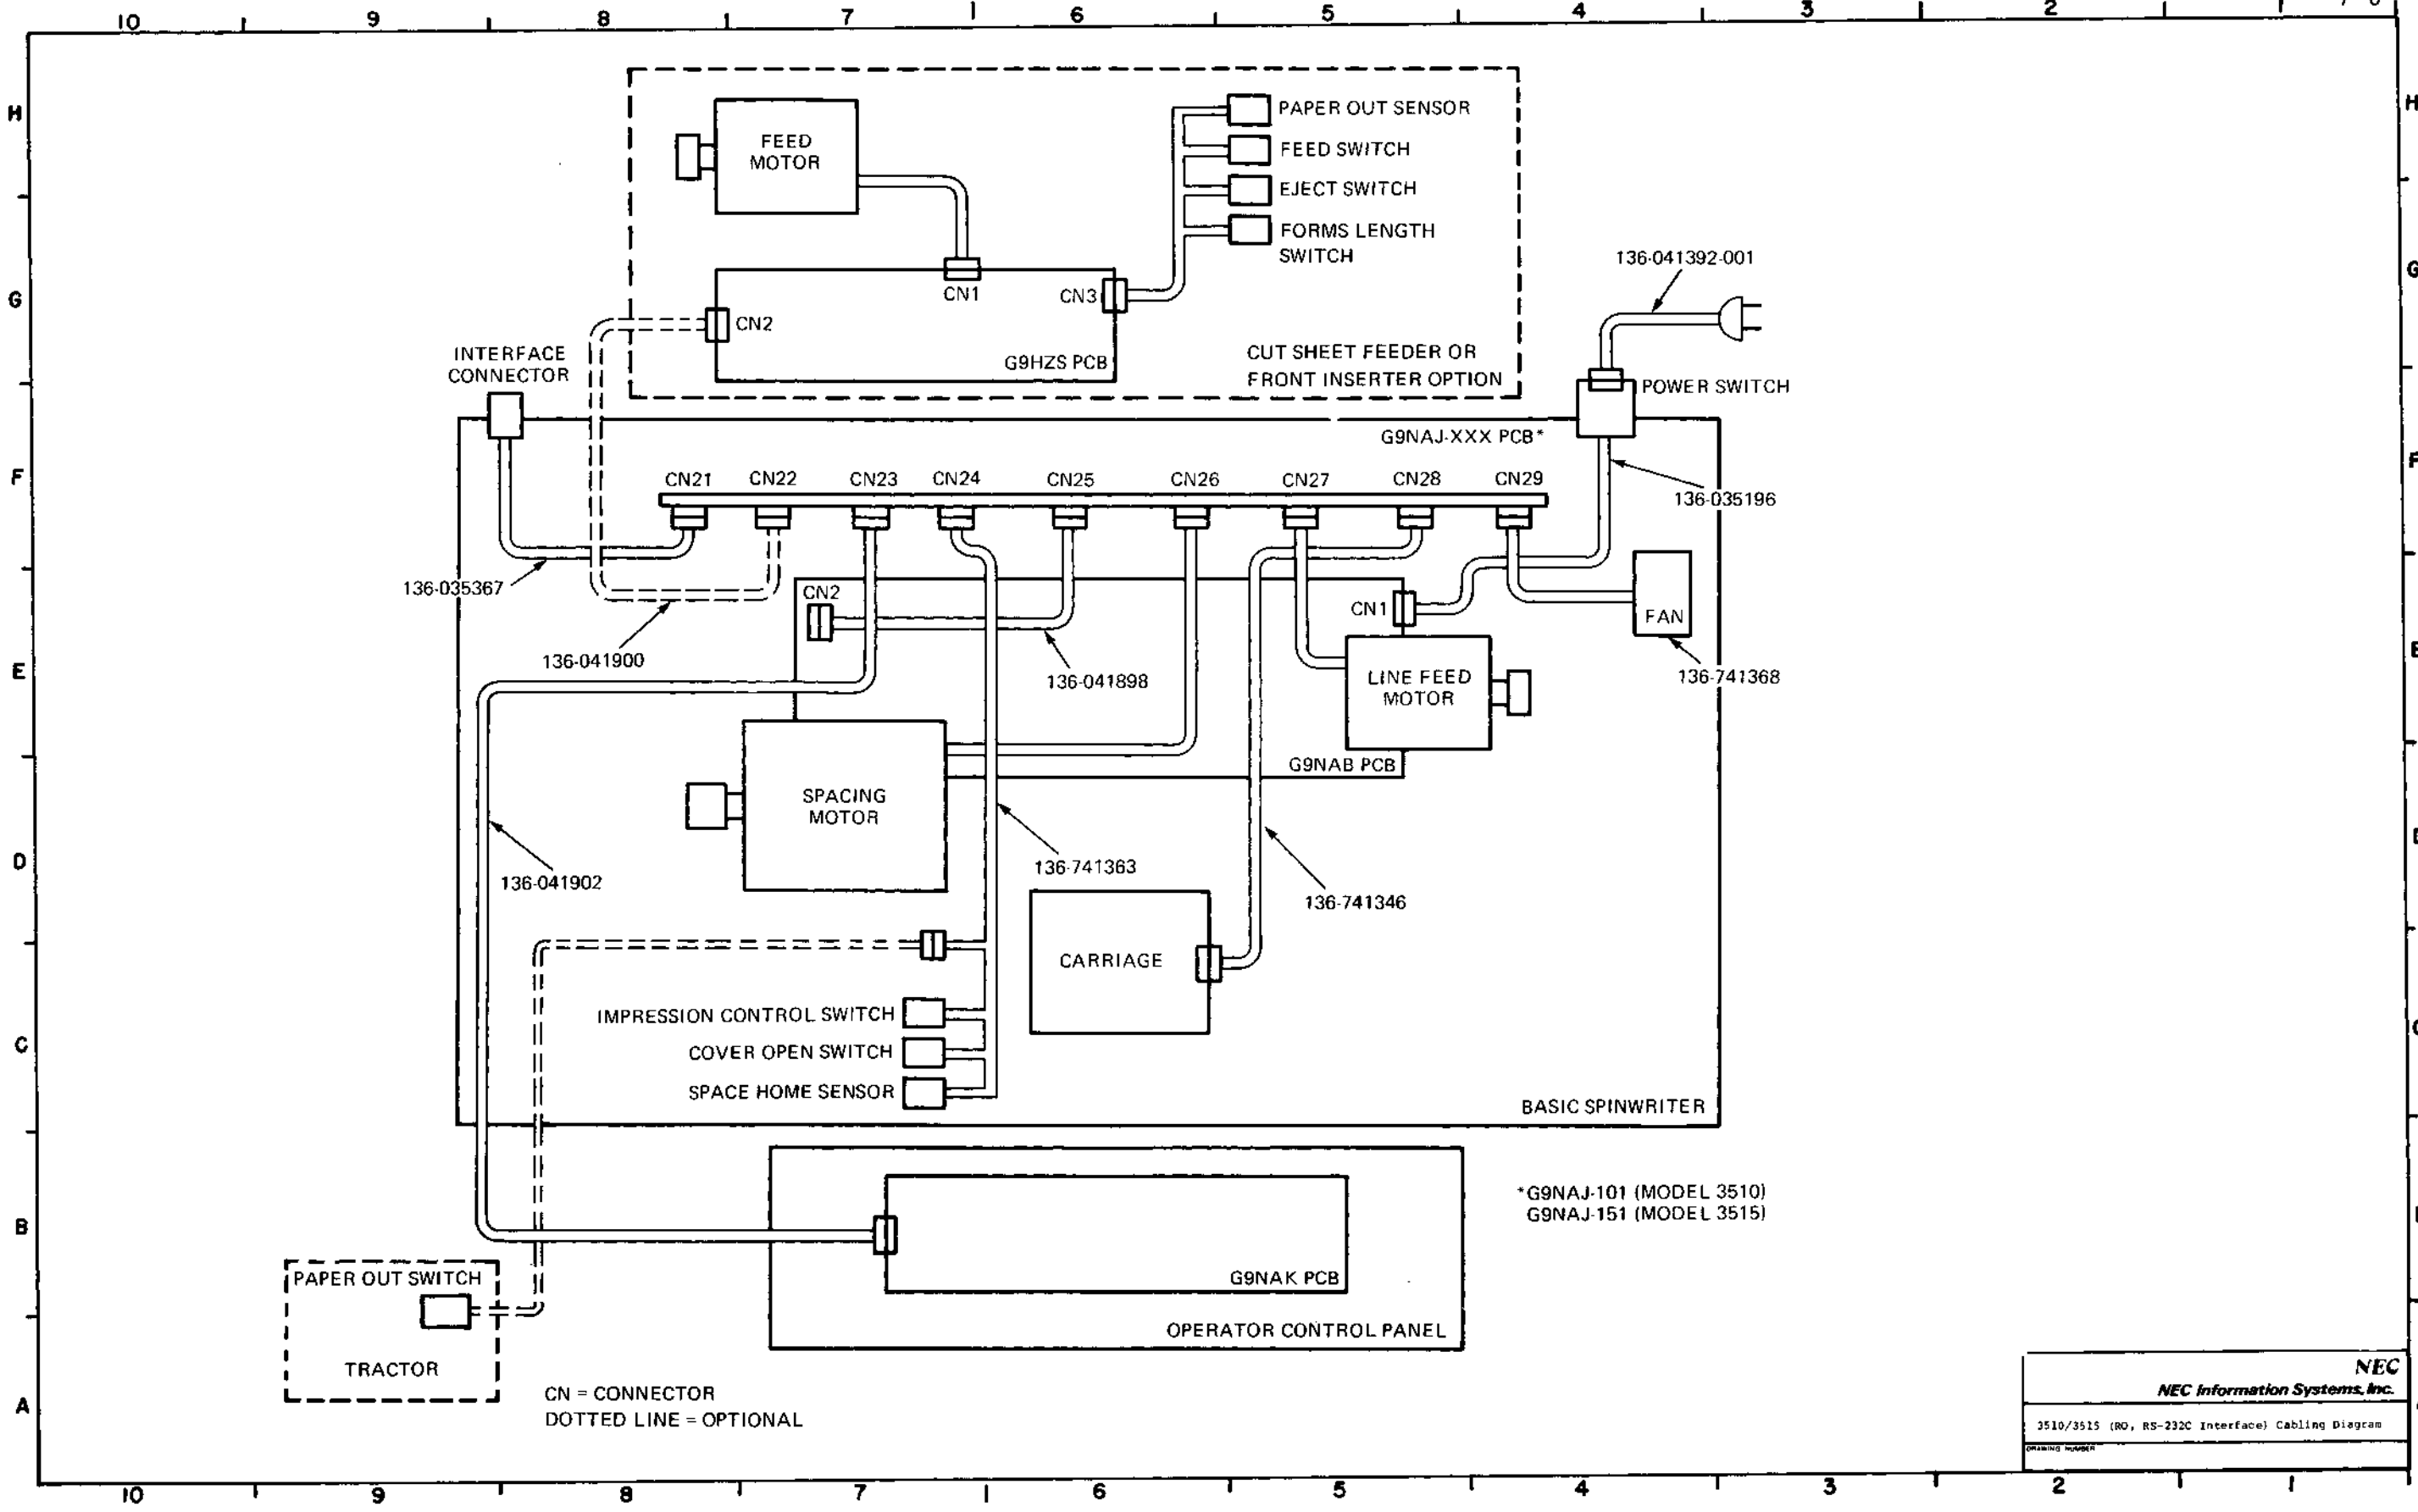 10 9 8 7 6 5 4 3 2
H
H
FEED
MOTOR
PAPER OUT SENSOR
FEED SWITCH
EJECT SWITCH
FORMS LENGTH
SWITCH
136-041392-001
G
G
CN1
CN3
CN2
G9HZS PCB
CUT SHEET FEEDER OR
FRONT INSERTER OPTION
INTERFACE
CONNECTOR
POWER SWITCH
G9NAJ-XXX PCB*
F
F
CN21 CN22 CN23 CN24 CN25 CN26 CN27 CN28 CN29
136-035196
136-035367
CN2
CN1
FAN
136-041900
136-041898
136-741368
E
LINE FEED
MOTOR
G9NAB PCB
SPACING
MOTOR
D
136-041902
136-741363
136-741346
CARRIAGE
IMPRESSION CONTROL SWITCH
C
COVER OPEN SWITCH
SPACE HOME SENSOR
BASIC SPINWRITER
*G9NAJ-101 (MODEL 3510)
G9NAJ-151 (MODEL 3515)
B
G9NAK PCB
PAPER OUT SWITCH
OPERATOR CONTROL PANEL
TRACTOR
A
CN = CONNECTOR
DOTTED LINE = OPTIONAL
NEC
NEC Information Systems, Inc.
3510/3515 (RO, RS-232C Interface) Cabling Diagram
DRAWING NUMBER
10 9 8 7 6 5 4 3 2